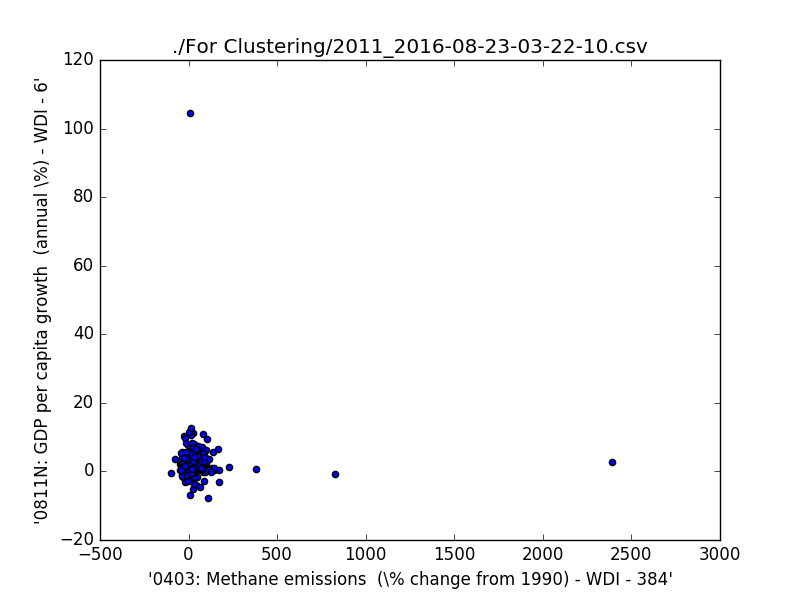 ./For Clustering/2011_2016-08-23-03-22-10.csv
120
100
80
60
40
20
0
−20
'0811N: GDP per capita growth  (annual \%) - WDI - 6'
−500 0 500 1000 1500 2000 2500 3000
'0403: Methane emissions  (\% change from 1990) - WDI - 384'